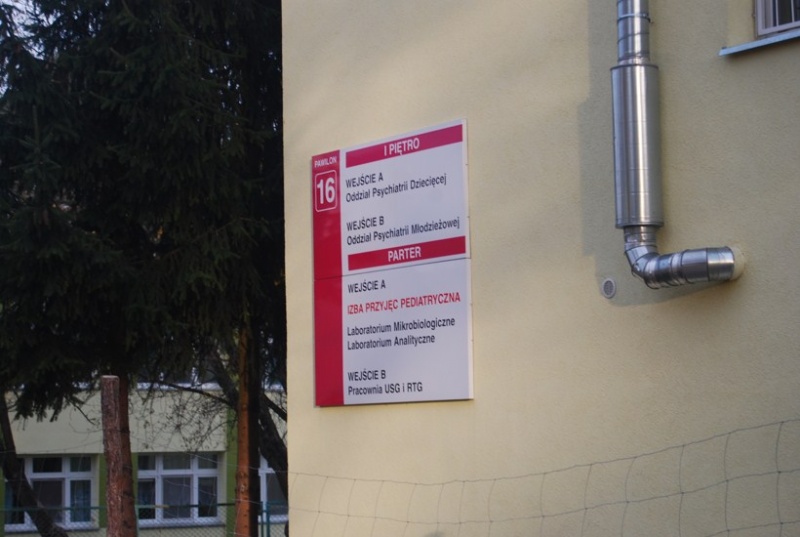 PAWILON
16
I PIĘTRO
WEJŚCIE A
Oddział Psychiatrii Dziecięcej
WEJŚCIE B
Oddział Psychiatrii Młodzieżowej
PARTER
WEJŚCIE A
IZBA PRZYJĘĆ PEDIATRYCZNA
Laboratorium Mikrobiologiczne
Laboratorium Analityczne
WEJŚCIE B
Pracownia USG i RTG